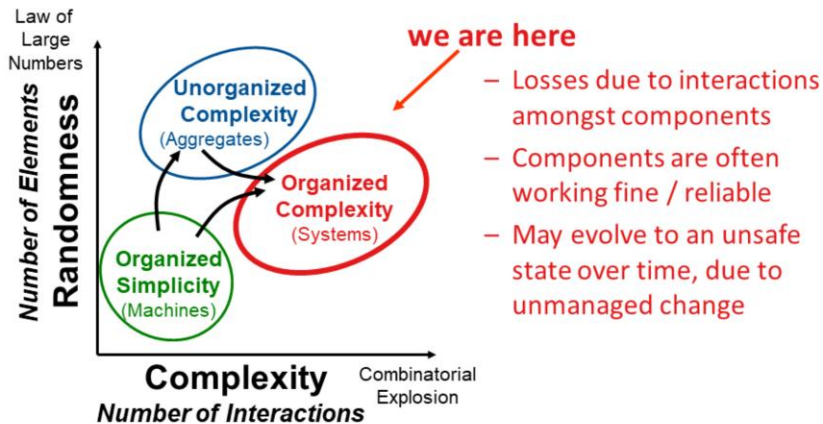 Law of
Large
Numbers
Number of Elements
Randomness
Unorganized
Complexity
(Aggregates)
Organized
Complexity
(Systems)
Organized
Simplicity
(Machines)
Complexity
Number of Interactions
Combinatorial
Explosion
we are here
– Losses due to interactions
amongst components
– Components are often
working fine / reliable
– May evolve to an unsafe
state over time, due to
unmanaged change